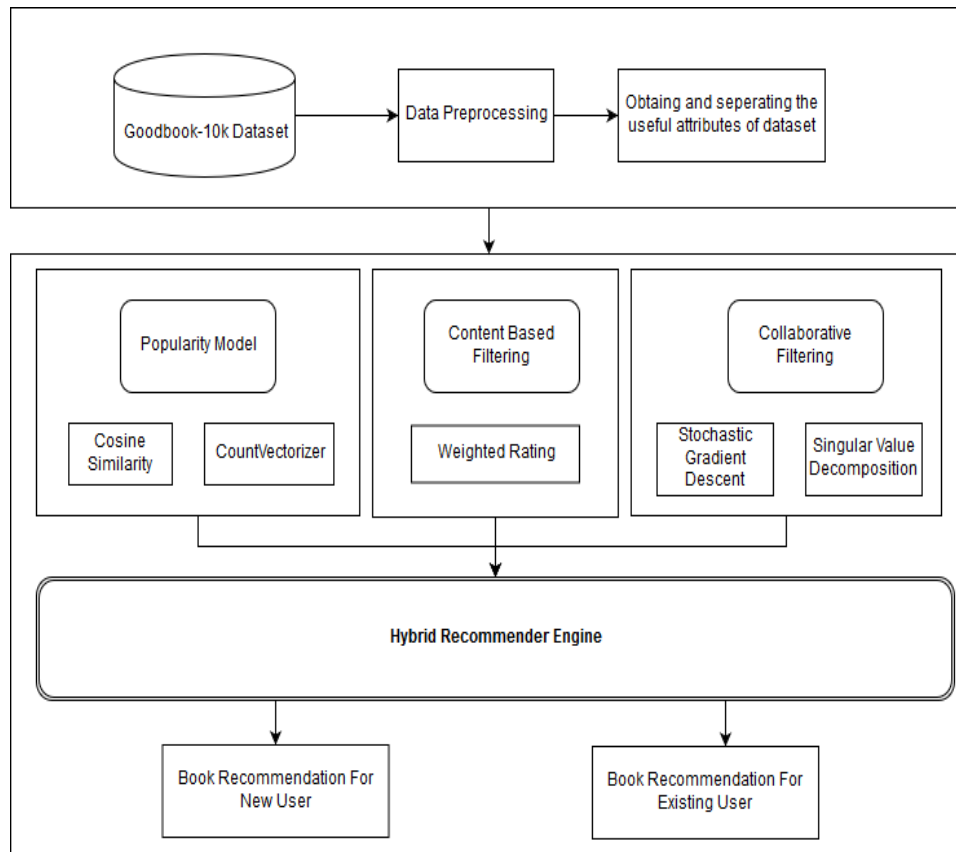 Goodbook-10k Dataset
Data Preprocessing
Obtaing and seperating the
useful attributes of dataset
Popularity Model
Cosine
Similarity
CountVectorizer
Content Based
Filtering
Weighted Rating
Collaborative
Filtering
Stochastic
Gradient
Descent
Singular Value
Decomposition
Hybrid Recommender Engine
Book Recommendation For
New User
Book Recommendation For
Existing User